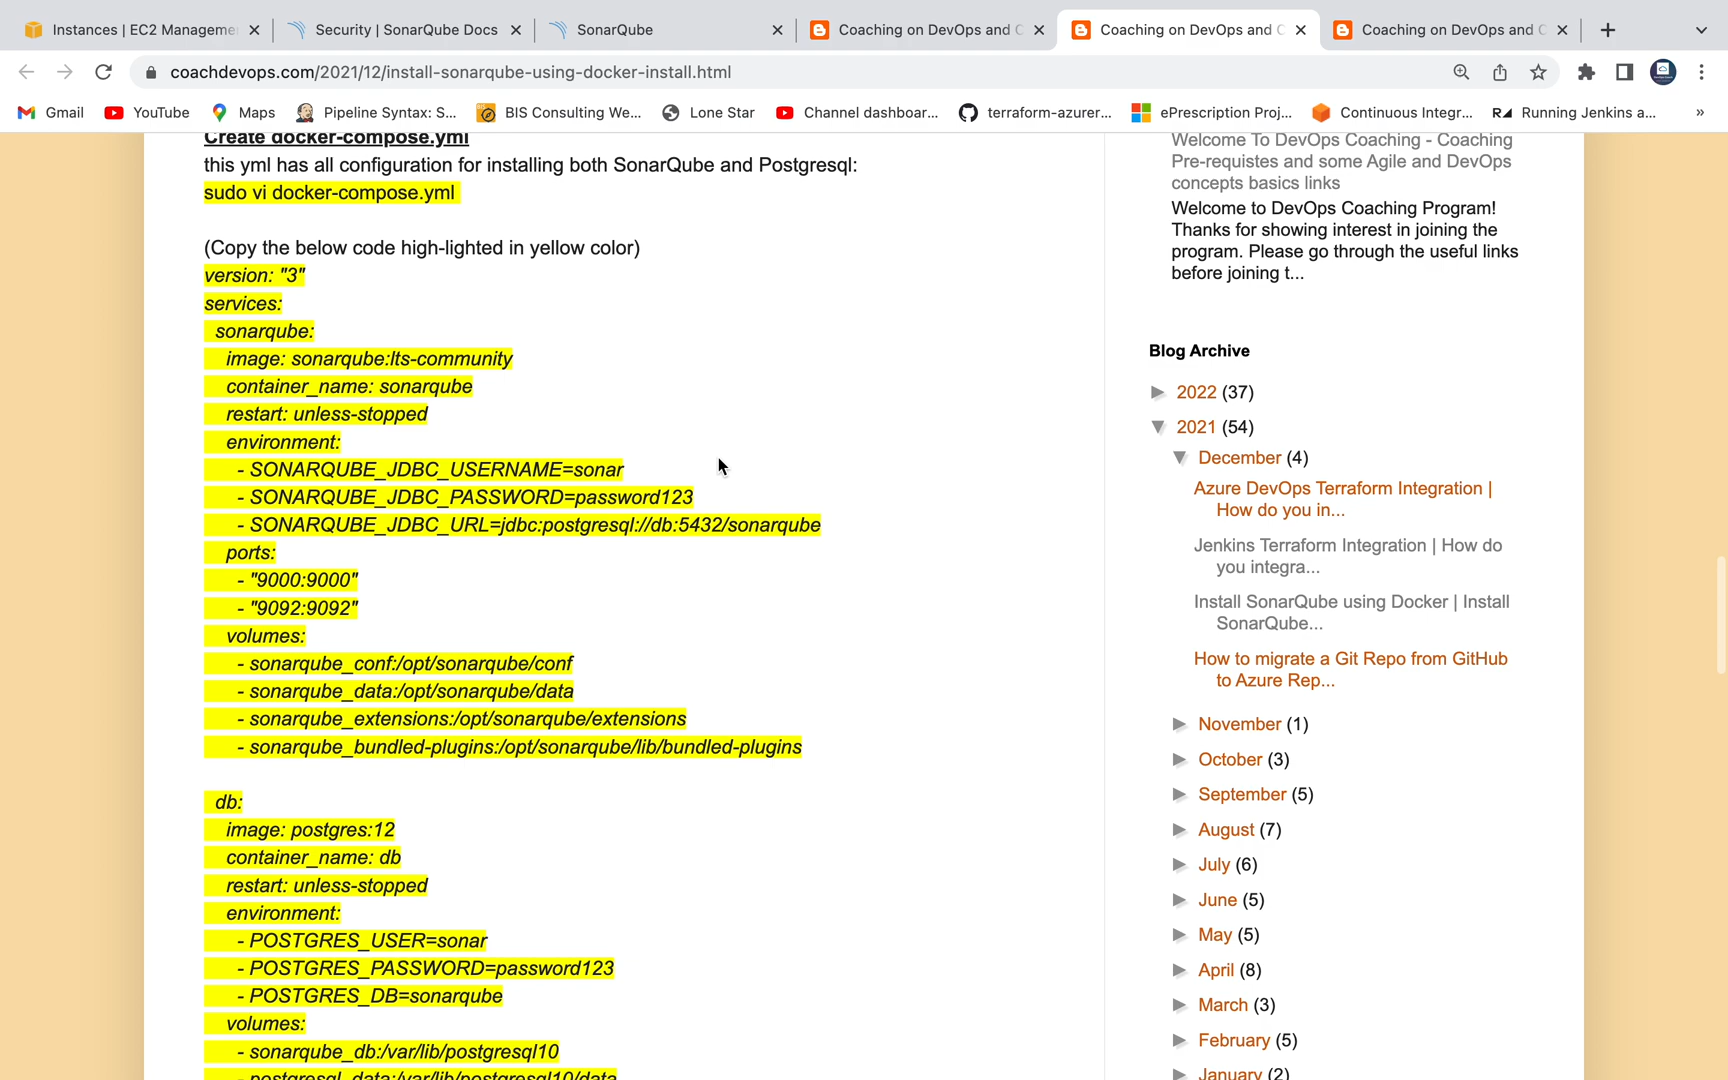 Instances | EC2 Manageme
Security | SonarQube Docs
SonarQube
Coaching on DevOps and C
Coaching on DevOps and C
Coaching on DevOps and C
coachdevops.com/2021/12/install-sonarqube-using-docker-install.html
Gmail
YouTube
Maps
Pipeline Syntax: S...
BIS Consulting We...
Lone Star
Channel dashboar...
terraform-azurer...
ePrescription Proj...
Continuous Integr...
Running Jenkins a...
»
Create docker-compose.yml
this yml has all configuration for installing both SonarQube and Postgresql:
sudo vi docker-compose.yml
(Copy the below code high-lighted in yellow color)
version: "3"
services:
sonarqube:
image: sonarqube:lts-community
container_name: sonarqube
restart: unless-stopped
environment:
- SONARQUBE_JDBC_USERNAME=sonar
- SONARQUBE_JDBC_PASSWORD=password123
- SONARQUBE_JDBC_URL=jdbc:postgresql://db:5432/sonarqube
ports:
- "9000:9000"
- "9092:9092"
volumes:
- sonarqube_conf:/opt/sonarqube/conf
- sonarqube_data:/opt/sonarqube/data
- sonarqube_extensions:/opt/sonarqube/extensions
- sonarqube_bundled-plugins:/opt/sonarqube/lib/bundled-plugins
db:
image: postgres:12
container_name: db
restart: unless-stopped
environment:
- POSTGRES_USER=sonar
- POSTGRES_PASSWORD=password123
- POSTGRES_DB=sonarqube
volumes:
- sonarqube_db:/var/lib/postgresql10
- postgresql_data:/var/lib/postgresql10/data
Welcome To DevOps Coaching - Coaching
Pre-requistes and some Agile and DevOps
concepts basics links
Welcome to DevOps Coaching Program!
Thanks for showing interest in joining the
program. Please go through the useful links
before joining t...
Blog Archive
► 2022 (37)
▼ 2021 (54)
▼ December (4)
Azure DevOps Terraform Integration |
How do you in...
Jenkins Terraform Integration | How do
you integra...
Install SonarQube using Docker | Install
SonarQube...
How to migrate a Git Repo from GitHub
to Azure Rep...
► November (1)
► October (3)
► September (5)
► August (7)
► July (6)
► June (5)
► May (5)
► April (8)
► March (3)
► February (5)
► January (2)